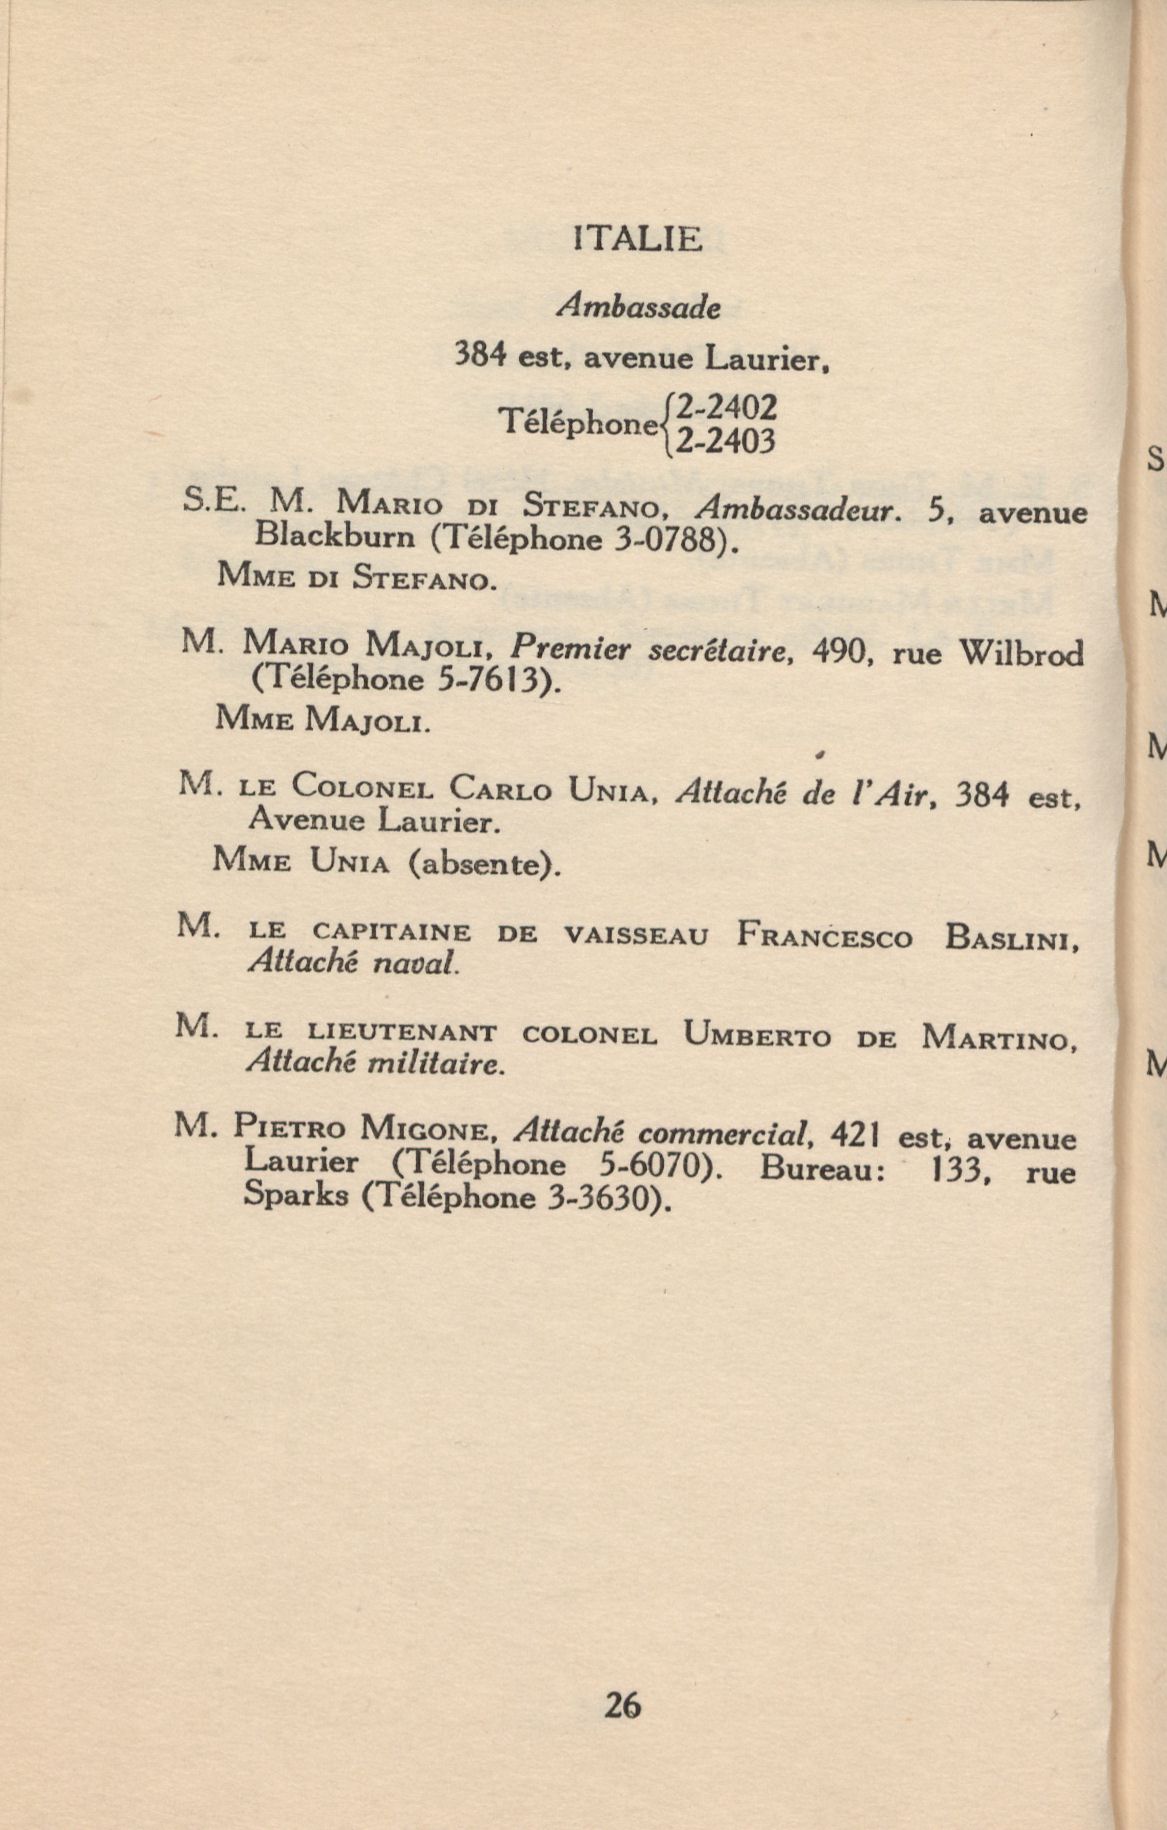 ITALIE
Ambassade
384 est, avenue Laurier,
Téléphone {2-2402
2-2403
S.E. M. MARIO DI STEFANO, Ambassadeur. 5, avenue
Blackburn (Téléphone 3-0788).
MME DI STEFANO.
M. MARIO MAJOLI, Premier secrétaire, 490, rue Wilbrod
(Téléphone 5-7613).
MME MAJOLI.
M. LE COLONEL CARLO UNIA, Attaché de l'Air, 384 est,
Avenue Laurier.
MME UNIA (absente).
M. LE CAPITAINE DE VAISSEAU FRANCESCO BASLINI,
Attaché naval.
M. LE LIEUTENANT COLONEL UMBERTO DE MARTINO,
Attaché militaire.
M. PIETRO MIGONE, Attaché commercial, 421 est, avenue
Laurier (Téléphone 5-6070). Bureau: 133, rue
Sparks (Téléphone 3-3630).
26